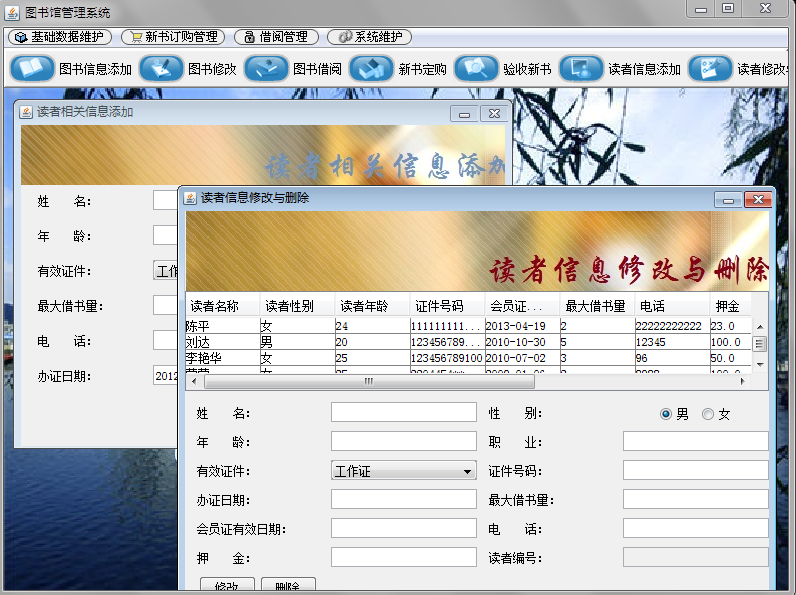 图书馆管理系统
基础数据维护 新书订购管理 借阅管理 系统维护
图书信息添加 图书修改 图书借阅 新书定购 验收新书 读者信息添加 读者修改
读者相关信息添加
读者相关信息添加
姓 名:
年 龄:
有效证件: 工作
最大借书量:
电 话:
办证日期: 2012
读者信息修改与删除
读者信息修改与删除
读者名称 读者性别 读者年龄 证件号码 会员证... 最大借书量 电话 押金
陈平 女 24 111111111... 2013-04-19 2 22222222222 23.0
刘达 男 20 123456789... 2010-10-30 5 12345 100.0
李艳华 女 25 123456789100 2010-07-02 3 96 50.0
姓 名: 性 别: 男 女
年 龄: 职 业:
有效证件: 工作证 证件号码:
办证日期: 最大借书量:
会员证有效日期: 电 话:
押 金: 读者编号:
修改 删除